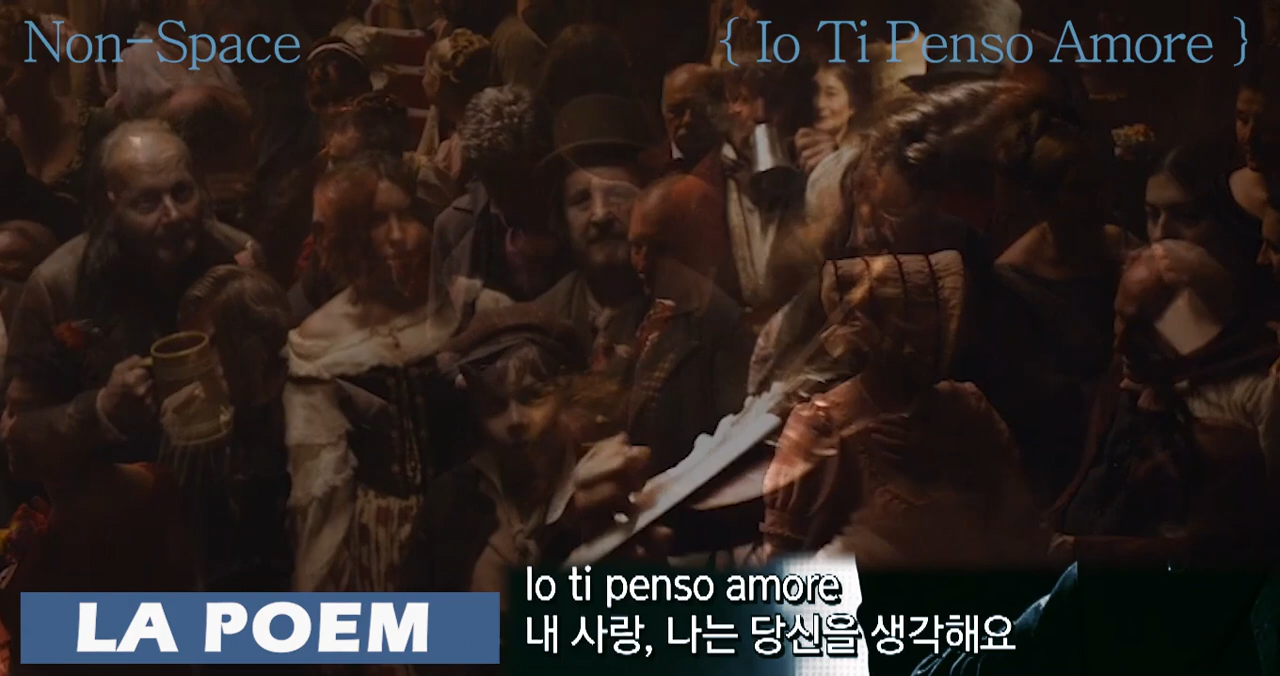 Non-Space
{ Io Ti Penso Amore }
LA POEM
Io ti penso amore
내 사랑, 나는 당신을 생각해요